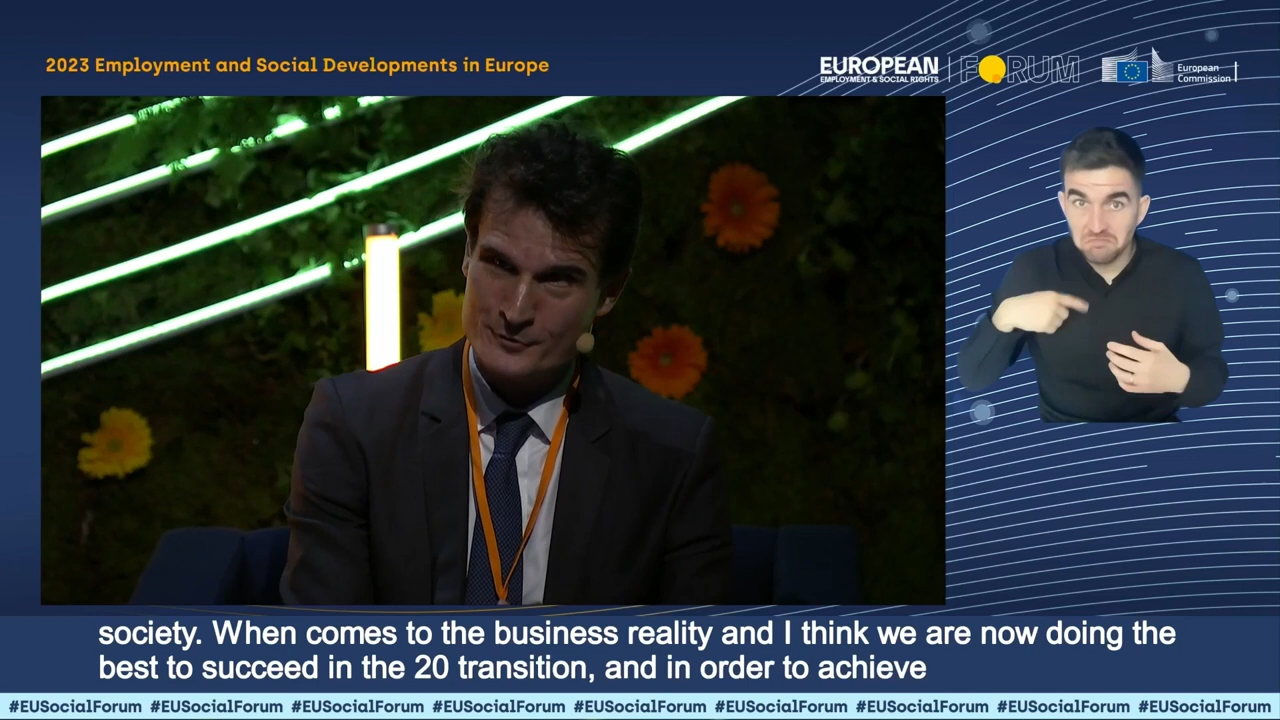 2023 Employment and Social Developments in Europe
EUROPEAN
EMPLOYMENT & SOCIAL RIGHTS
FORUM
European
Commission
society. When comes to the business reality and I think we are now doing the
best to succeed in the 20 transition, and in order to achieve
#EUSocialForum #EUSocialForum #EUSocialForum #EUSocialForum #EUSocialForum #EUSocialForum #EUSocialForum #EUSocialForum #EUSocialForum